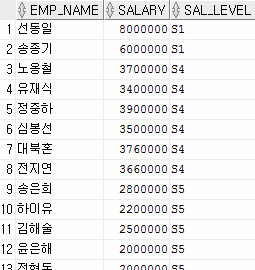 EMP_NAME SALARY SAL_LEVEL
1 선동일 8000000 S1
2 송종기 6000000 S1
3 노옹철 3700000 S4
4 유재식 3400000 S4
5 정중하 3900000 S4
6 심봉선 3500000 S4
7 대북혼 3760000 S4
8 전지연 3660000 S4
9 송은희 2800000 S5
10 하이유 2200000 S5
11 김해술 2500000 S5
12 윤은해 2000000 S5
13 전형돈 2000000 S5